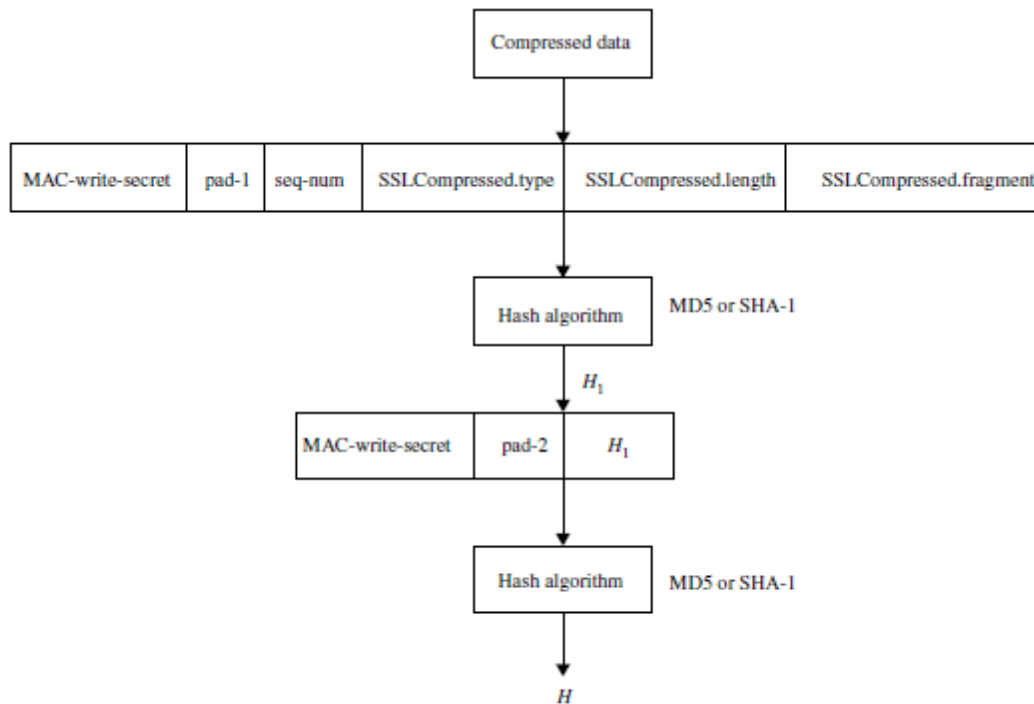 Compressed data
MAC-write-secret pad-1 seq-num SSLCompressed.type SSLCompressed.length SSLCompressed.fragment
Hash algorithm MD5 or SHA-1
H1
MAC-write-secret pad-2 H1
Hash algorithm MD5 or SHA-1
H